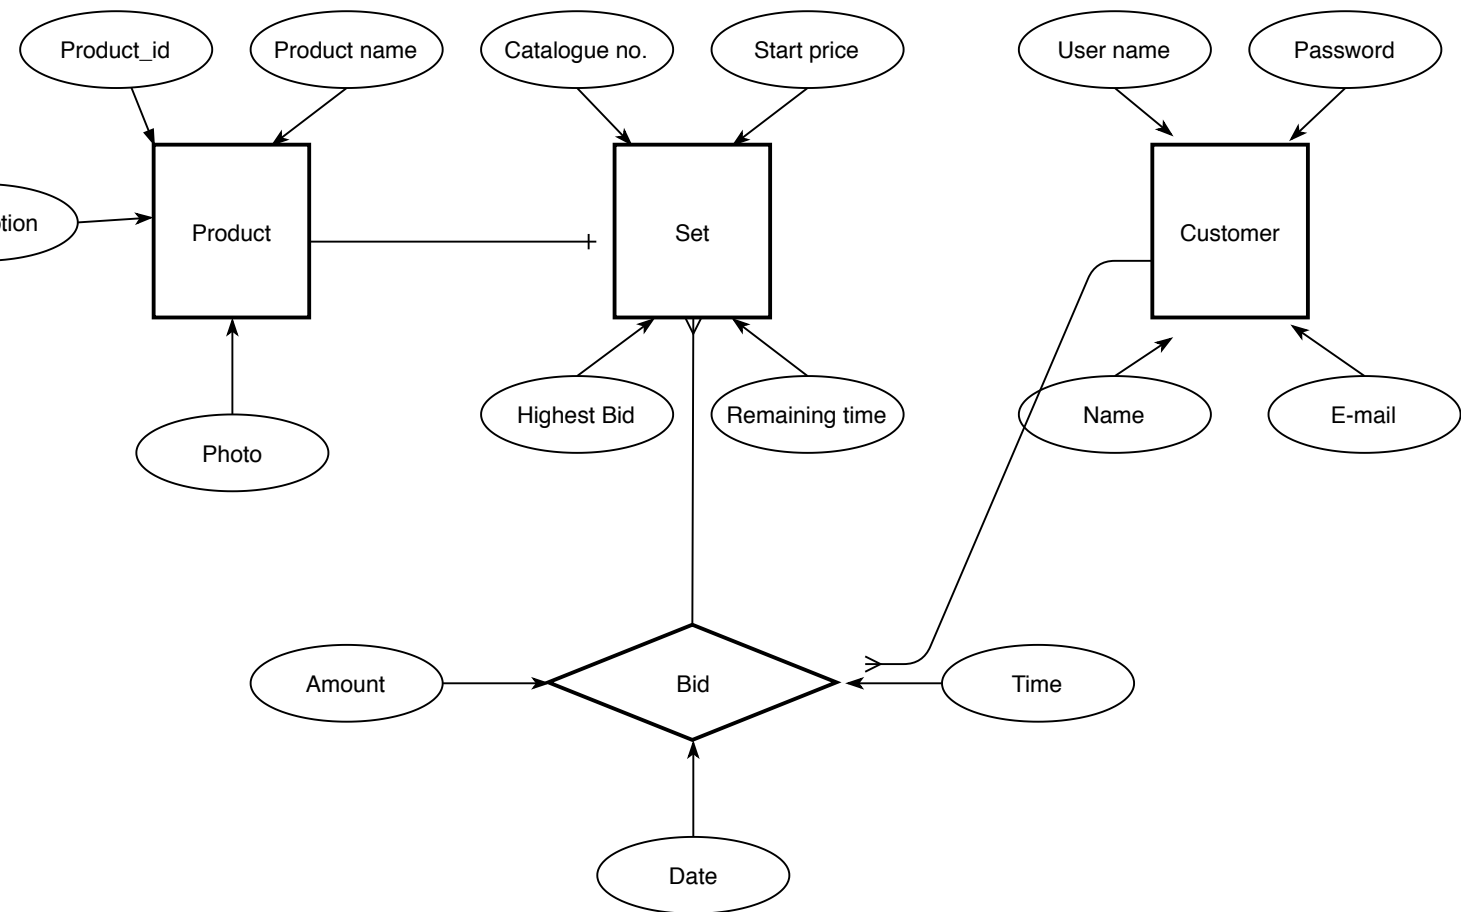 Product_id
Product name
Catalogue no.
Start price
User name
Password
tion
Product
Set
Customer
Highest Bid
Remaining time
Name
E-mail
Photo
Amount
Bid
Time
Date